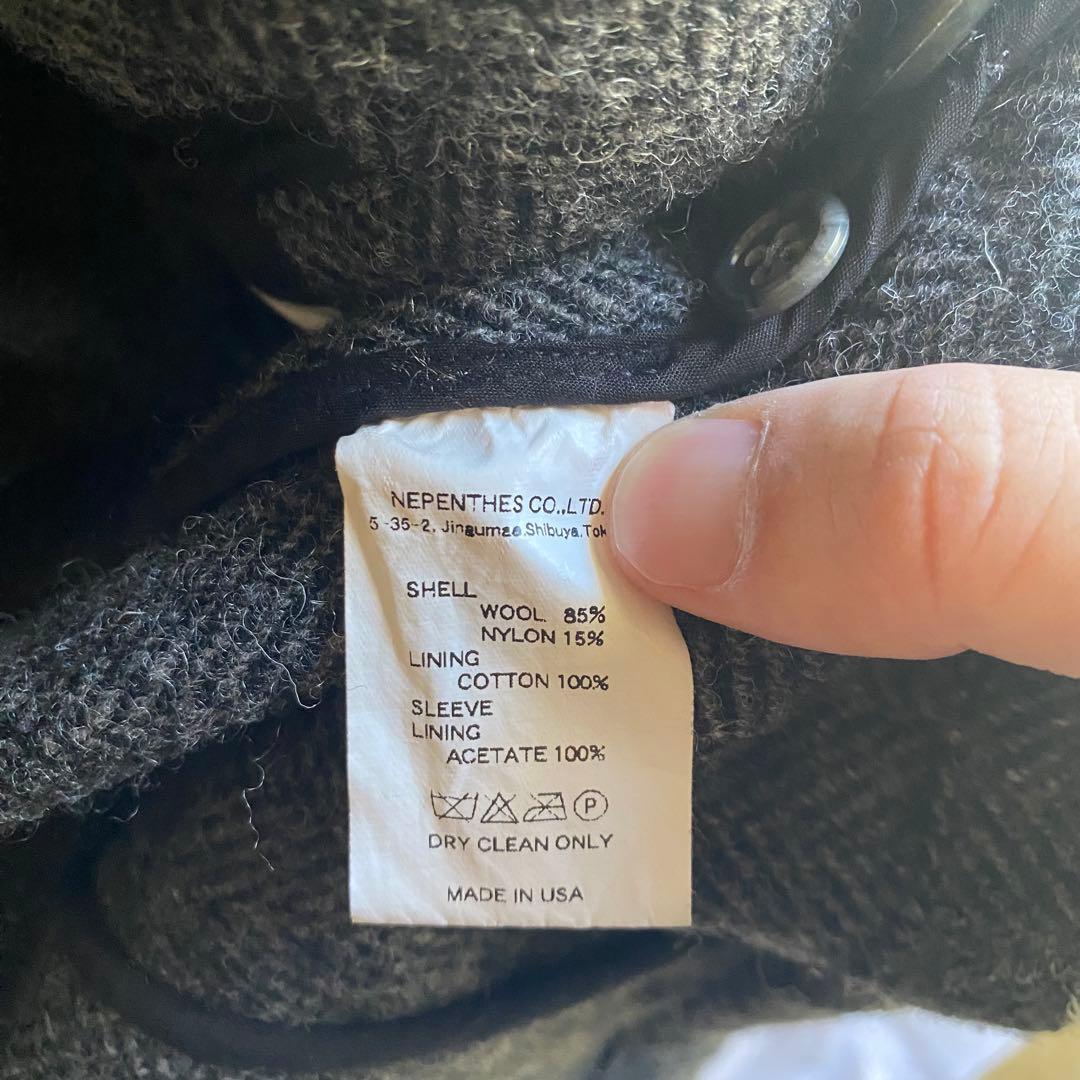 NEPENTHES CO.,LTD.
5-35-2, Jingumae,Shibuya,Tok
SHELL
WOOL 85%
NYLON 15%
LINING
COTTON 100%
SLEEVE
LINING
ACETATE 100%
P
DRY CLEAN ONLY
MADE IN USA